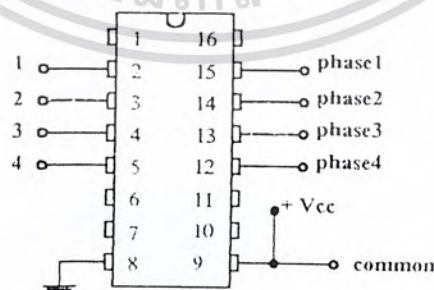 1 16
1 2 15 phase1
2 3 14 phase2
3 4 13 phase3
4 5 12 phase4
6 11
+ Vcc
7 10
8 9 common